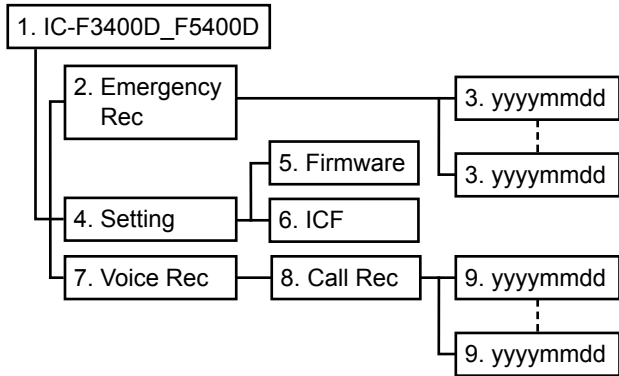 1. IC-F3400D_F5400D
2. Emergency
Rec
3. yyyymmdd
3. yyyymmdd
5. Firmware
4. Setting
6. ICF
7. Voice Rec
8. Call Rec
9. yyyymmdd
9. yyyymmdd